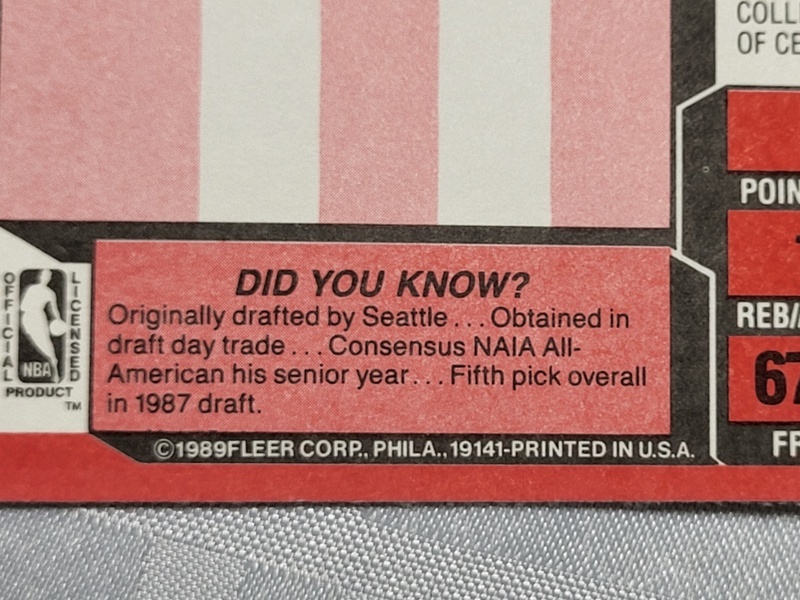 COLL
OF CE
POIN
DID YOU KNOW?
Originally drafted by Seattle . . . Obtained in
draft day trade . . . Consensus NAIA All-
American his senior year . . . Fifth pick overall
in 1987 draft.
OFFICIAL
LICENSED
NBA
PRODUCT
TM
REB/
67
FF
©1989FLEER CORP., PHILA., 19141-PRINTED IN U.S.A.